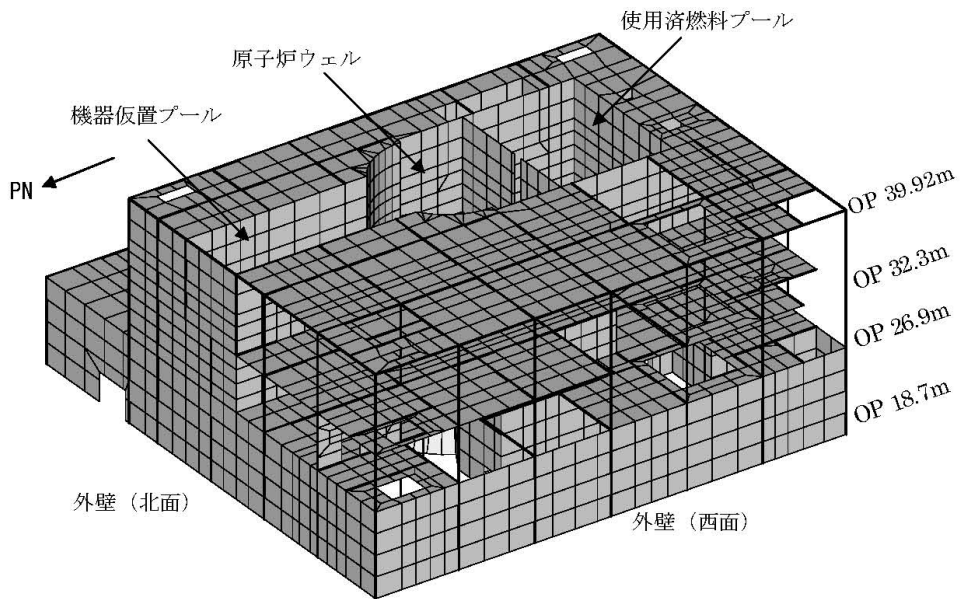 使用済燃料プール
原子炉ウェル
機器仮置プール
PN
OP 39.92m
OP 32.3m
OP 26.9m
OP 18.7m
外壁（北面）
外壁（西面）